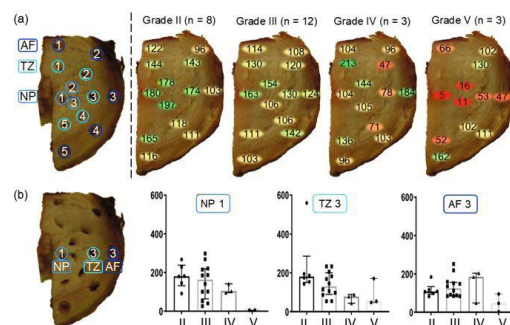 (a)
AF 1 2
TZ 1 2
NP 2
1 3 3 3
5 4 4
5
Grade II (n = 8)
122 96
144 143
178
180 174 103
197
118
111
165
116
Grade III (n = 12)
114 108
130 120
154
163 130 124
106
106
111
142
103
Grade IV (n = 3)
104 96
213 47
144
78 184
104
105
71
103
136
96
Grade V (n = 3)
66 102
130
16
5 53 47
11
102
111
52
162
(b)
1 3 3
NP TZ AF
NP 1
600
400
200
0
II III IV V
TZ 3
600
400
200
0
II III IV V
AF 3
600
400
200
0
II III IV V